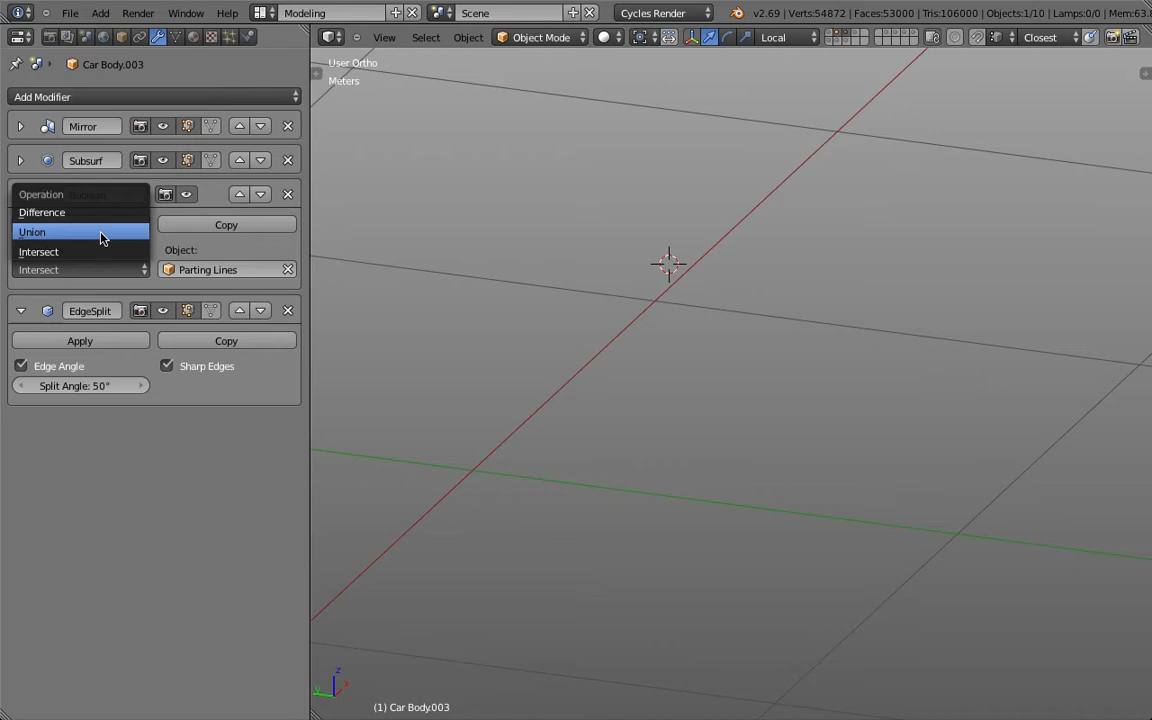 File Add Render Window Help Modeling Scene Cycles Render v2.69 | Verts:54872 | Faces:53000 | Tris:106000 | Objects:1/10 | Lamps:0/0 | Mem:63.
View Select Object Object Mode Local Closest
Car Body.003
User Ortho
Meters
Add Modifier
Mirror
Subsurf
Operation
Difference
Copy
Union
Intersect
Object:
Intersect
Parting Lines
EdgeSplit
Apply
Copy
Edge Angle
Sharp Edges
Split Angle: 50°
z
x
y
(1) Car Body.003